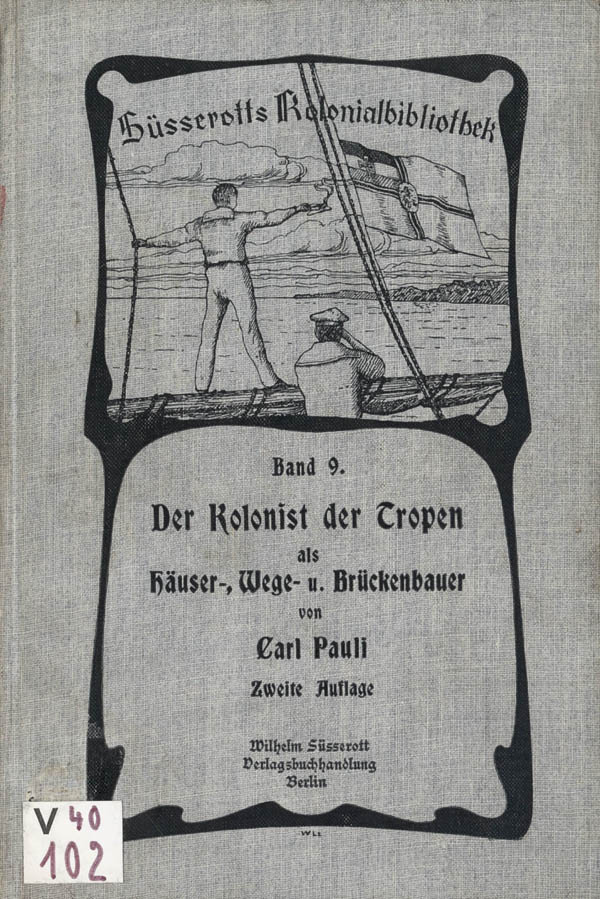 Süsserotts Kolonialbibliothek
Band 9.
Der Kolonist der Tropen
als
Häuser-, Wege- u. Brückenbauer
von
Carl Pauli
Zweite Auflage
Wilhelm Süsserott
Verlagsbuchhandlung
Berlin
V 40
102